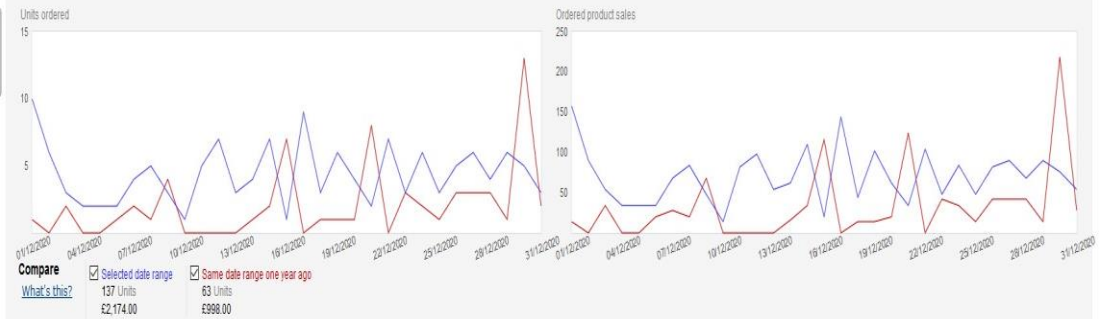 Units ordered
15
10
5
01/12/2020 04/12/2020 07/12/2020 10/12/2020 13/12/2020 16/12/2020 19/12/2020 22/12/2020 25/12/2020 28/12/2020 31/12/2020
Ordered product sales
250
200
150
100
50
01/12/2020 04/12/2020 07/12/2020 10/12/2020 13/12/2020 16/12/2020 19/12/2020 22/12/2020 25/12/2020 28/12/2020 31/12/2020
Compare
What's this?
Selected date range
137 Units
£2,174.00
Same date range one year ago
63 Units
£998.00